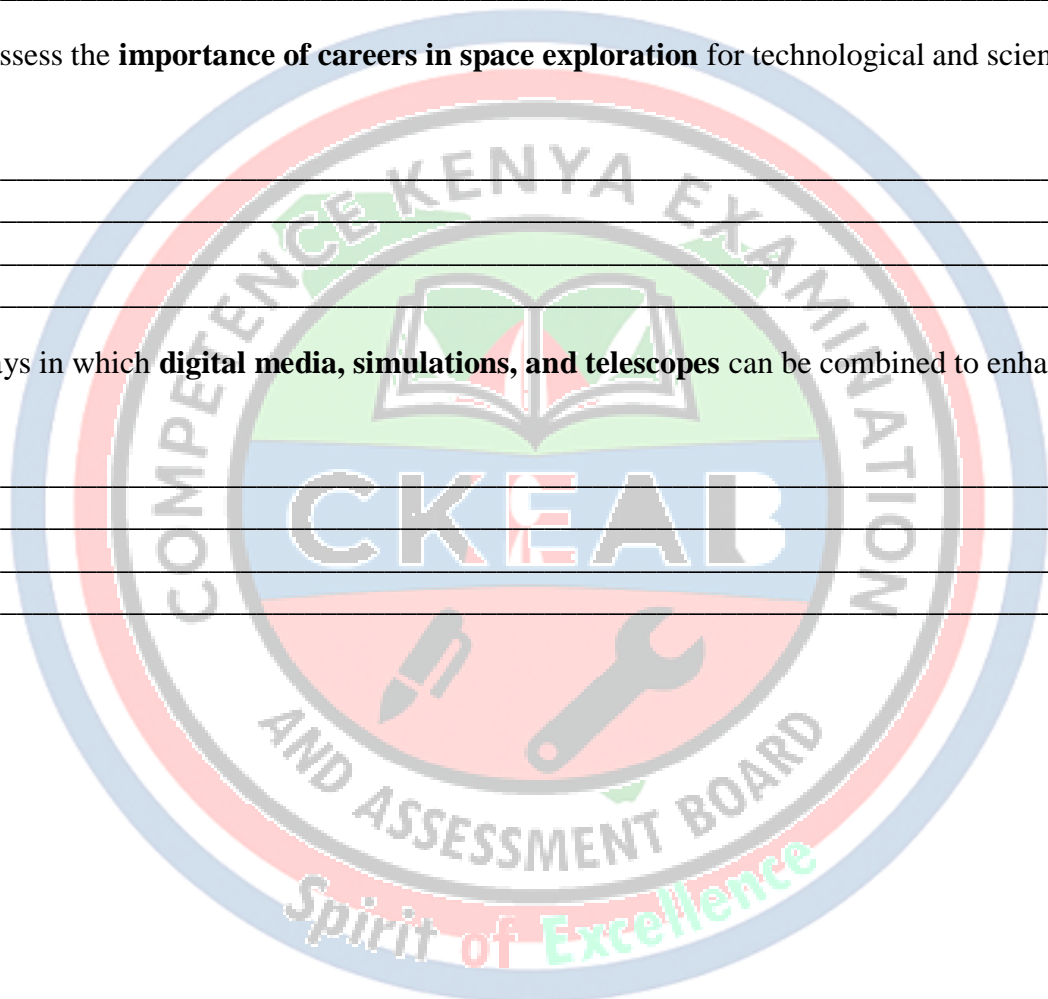 ssess the importance of careers in space exploration for technological and scien
COMPETENCE KENYA EXAMINATION
ys in which digital media, simulations, and telescopes can be combined to enha
CKEAB
AND ASSESSMENT BOARD
Spirit of Excellence